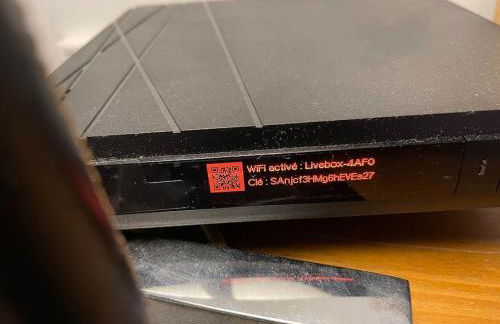 WiFi activé : Livebox-4AF0
Clé : SAnjcf3HMg6hEVEs27